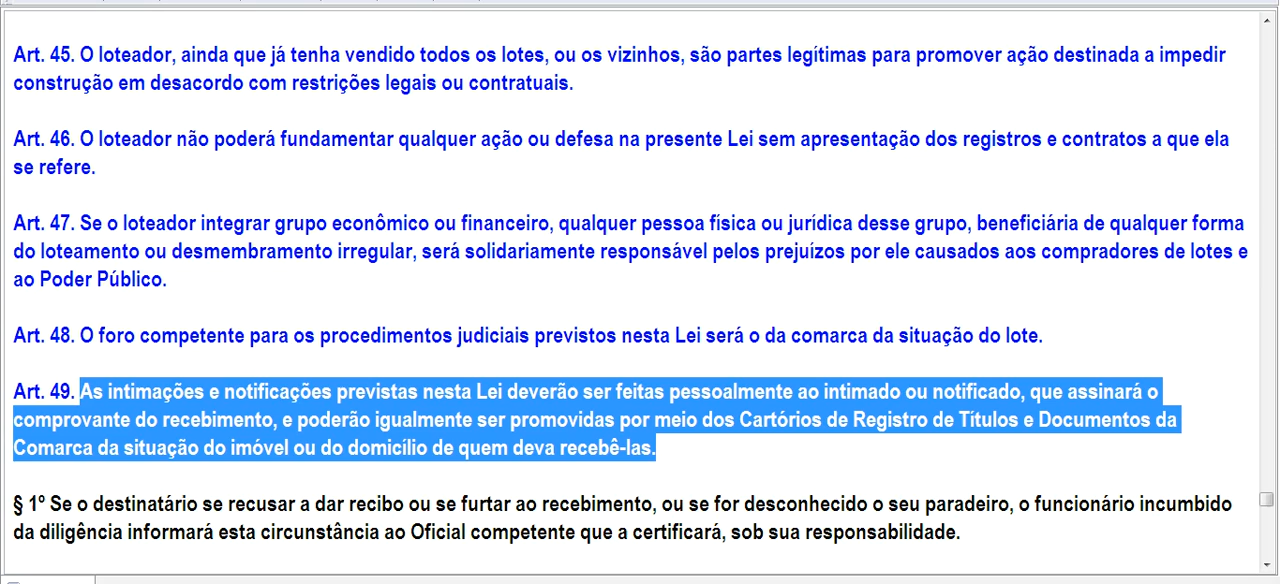 Art. 45. O loteador, ainda que já tenha vendido todos os lotes, ou os vizinhos, são partes legítimas para promover ação destinada a impedir
construção em desacordo com restrições legais ou contratuais.
Art. 46. O loteador não poderá fundamentar qualquer ação ou defesa na presente Lei sem apresentação dos registros e contratos a que ela
se refere.
Art. 47. Se o loteador integrar grupo econômico ou financeiro, qualquer pessoa física ou jurídica desse grupo, beneficiária de qualquer forma
do loteamento ou desmembramento irregular, será solidariamente responsável pelos prejuízos por ele causados aos compradores de lotes e
ao Poder Público.
Art. 48. O foro competente para os procedimentos judiciais previstos nesta Lei será o da comarca da situação do lote.
Art. 49. As intimações e notificações previstas nesta Lei deverão ser feitas pessoalmente ao intimado ou notificado, que assinará o
comprovante do recebimento, e poderão igualmente ser promovidas por meio dos Cartórios de Registro de Títulos e Documentos da
Comarca da situação do imóvel ou do domicílio de quem deva recebê-las.
§ 1º Se o destinatário se recusar a dar recibo ou se furtar ao recebimento, ou se for desconhecido o seu paradeiro, o funcionário incumbido
da diligência informará esta circunstância ao Oficial competente que a certificará, sob sua responsabilidade.